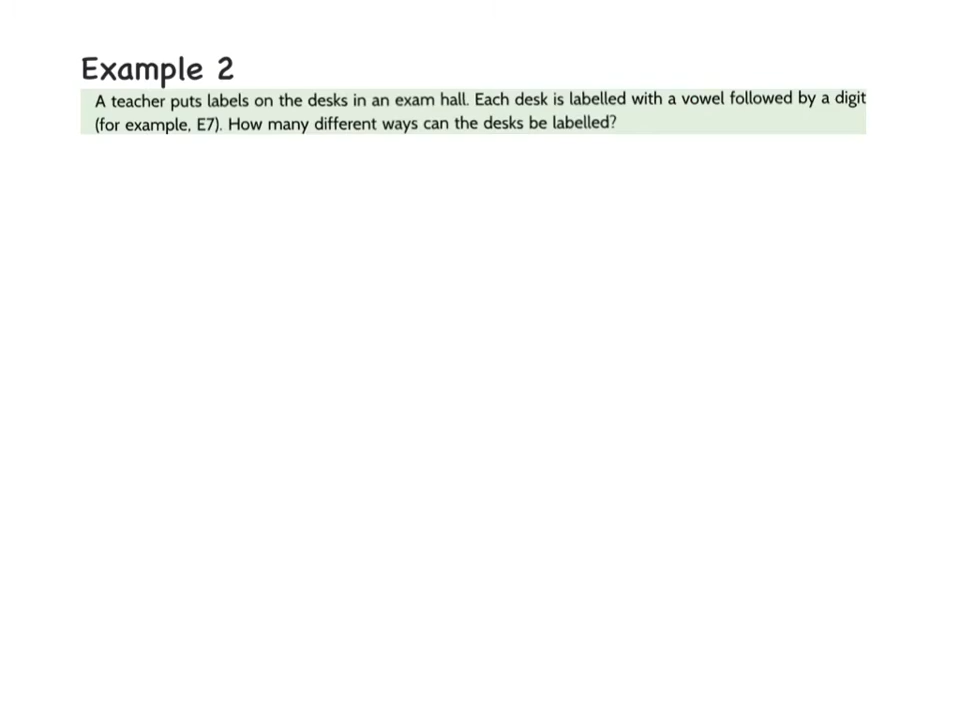 Example 2
A teacher puts labels on the desks in an exam hall. Each desk is labelled with a vowel followed by a digit
(for example, E7). How many different ways can the desks be labelled?